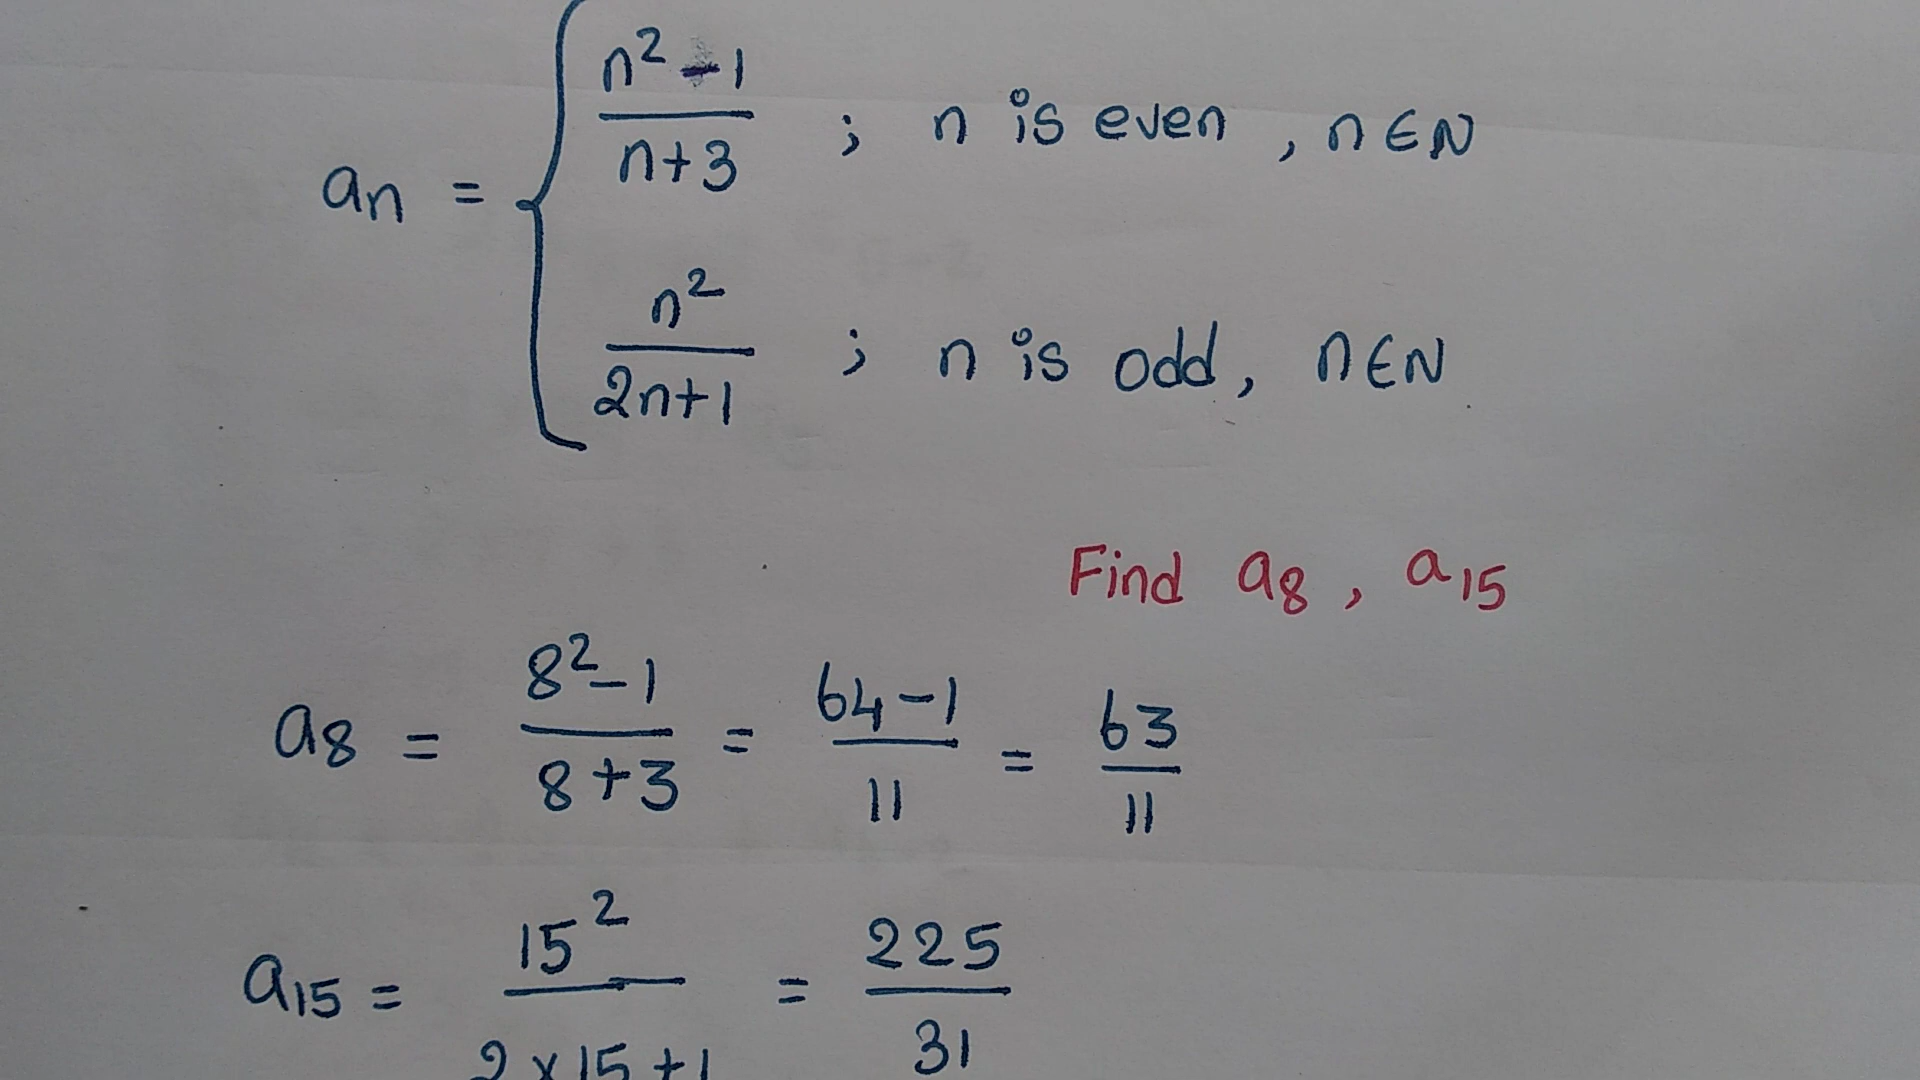 aₙ = { (n² - 1)/(n+3) ; n is even, n ∈ N
n²/(2n+1) ; n is odd, n ∈ N
Find a₈, a₁₅
a₈ = (8² - 1)/(8+3) = (64 - 1)/11 = 63/11
a₁₅ = 15²/(2 × 15 + 1) = 225/31